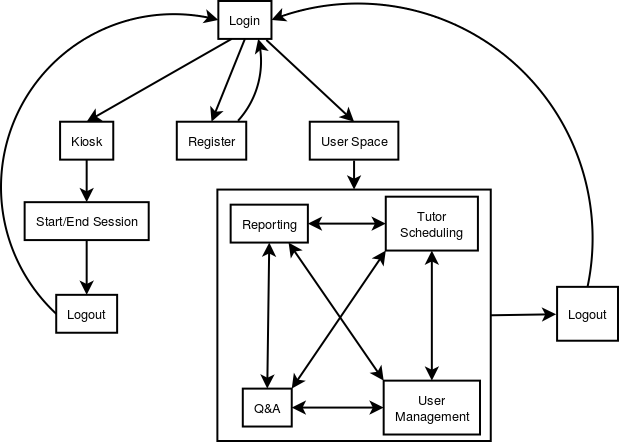 Login
Kiosk
Register
User Space
Start/End Session
Reporting
Tutor
Scheduling
Logout
Logout
Q&A
User
Management